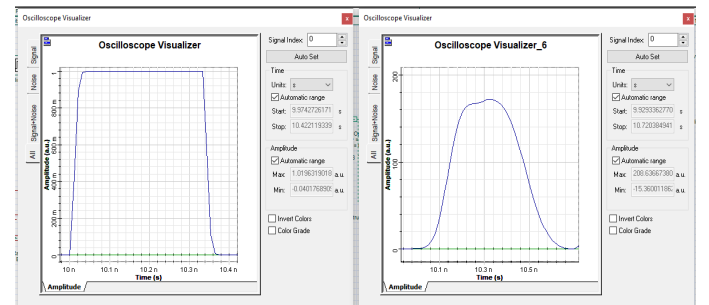 Oscilloscope Visualizer
x
Signal
Noise
Signal+Noise
All
Oscilloscope Visualizer
Amplitude (a.u.)
1
800 m
600 m
400 m
200 m
0
10 n
10.1 n
10.2 n
10.3 n
10.4 n
Time (s)
Amplitude
Signal Index: 0
Auto Set
Time
Units: s
Automatic range
Start: 9.9742726171 s
Stop: 10.422119339 s
Amplitude
Automatic range
Max: 1.0196319018 a.u.
Min: -0.040176890 a.u.
Invert Colors
Color Grade
Oscilloscope Visualizer
x
Signal
Noise
Signal+Noise
All
Oscilloscope Visualizer_6
Amplitude (a.u.)
200
100
0
10.1 n
10.3 n
10.5 n
Time (s)
Amplitude
Signal Index: 0
Auto Set
Time
Units: s
Automatic range
Start: 9.9293362770 s
Stop: 10.720384941 s
Amplitude
Automatic range
Max: 208.63667380 a.u.
Min: -15.36001186 a.u.
Invert Colors
Color Grade